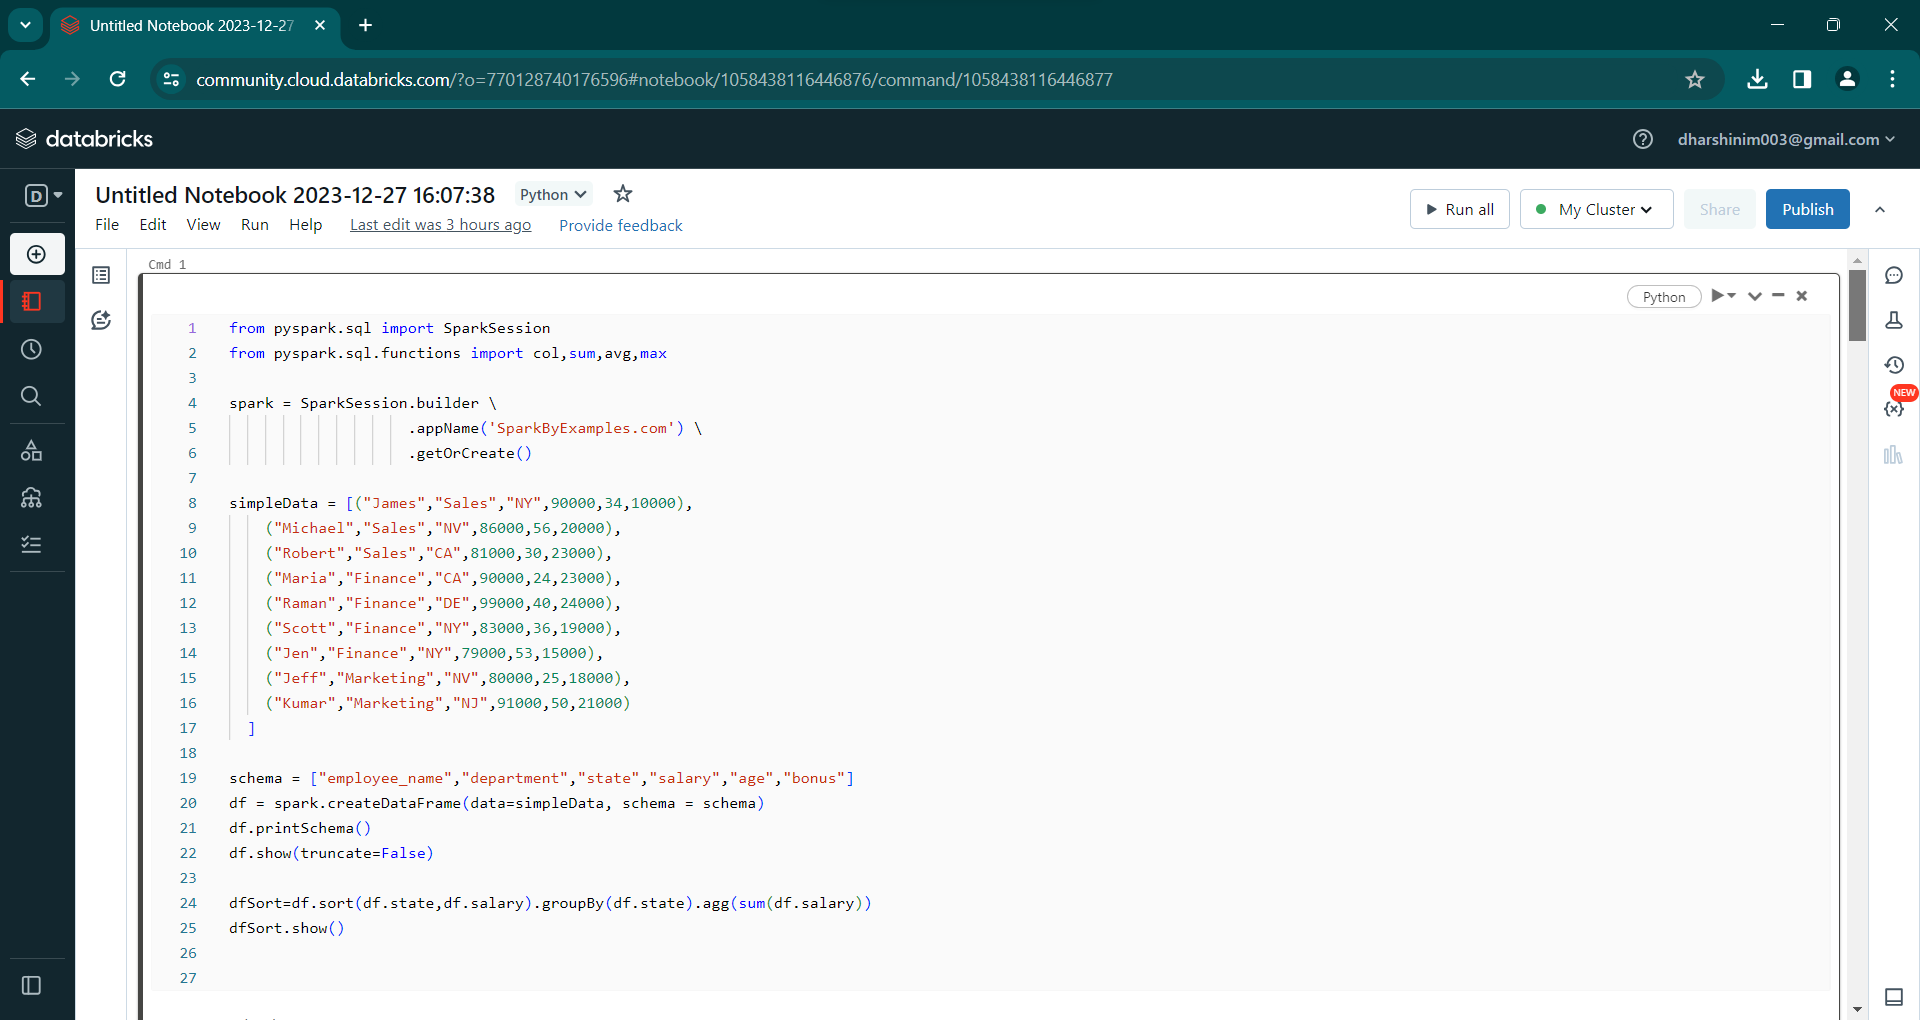 Untitled Notebook 2023-12-27
community.cloud.databricks.com/?o=770128740176596#notebook/1058438116446876/command/1058438116446877
databricks
dharshinim003@gmail.com
D
Untitled Notebook 2023-12-27 16:07:38 Python
File Edit View Run Help Last edit was 3 hours ago Provide feedback
Run all My Cluster Share Publish
Cmd 1
Python
NEW
1 from pyspark.sql import SparkSession
2 from pyspark.sql.functions import col,sum,avg,max
3
4 spark = SparkSession.builder \
5 .appName('SparkByExamples.com') \
6 .getOrCreate()
7
8 simpleData = [("James","Sales","NY",90000,34,10000),
9 ("Michael","Sales","NV",86000,56,20000),
10 ("Robert","Sales","CA",81000,30,23000),
11 ("Maria","Finance","CA",90000,24,23000),
12 ("Raman","Finance","DE",99000,40,24000),
13 ("Scott","Finance","NY",83000,36,19000),
14 ("Jen","Finance","NY",79000,53,15000),
15 ("Jeff","Marketing","NV",80000,25,18000),
16 ("Kumar","Marketing","NJ",91000,50,21000)
17 ]
18
19 schema = ["employee_name","department","state","salary","age","bonus"]
20 df = spark.createDataFrame(data=simpleData, schema = schema)
21 df.printSchema()
22 df.show(truncate=False)
23
24 dfSort=df.sort(df.state,df.salary).groupBy(df.state).agg(sum(df.salary))
25 dfSort.show()
26
27